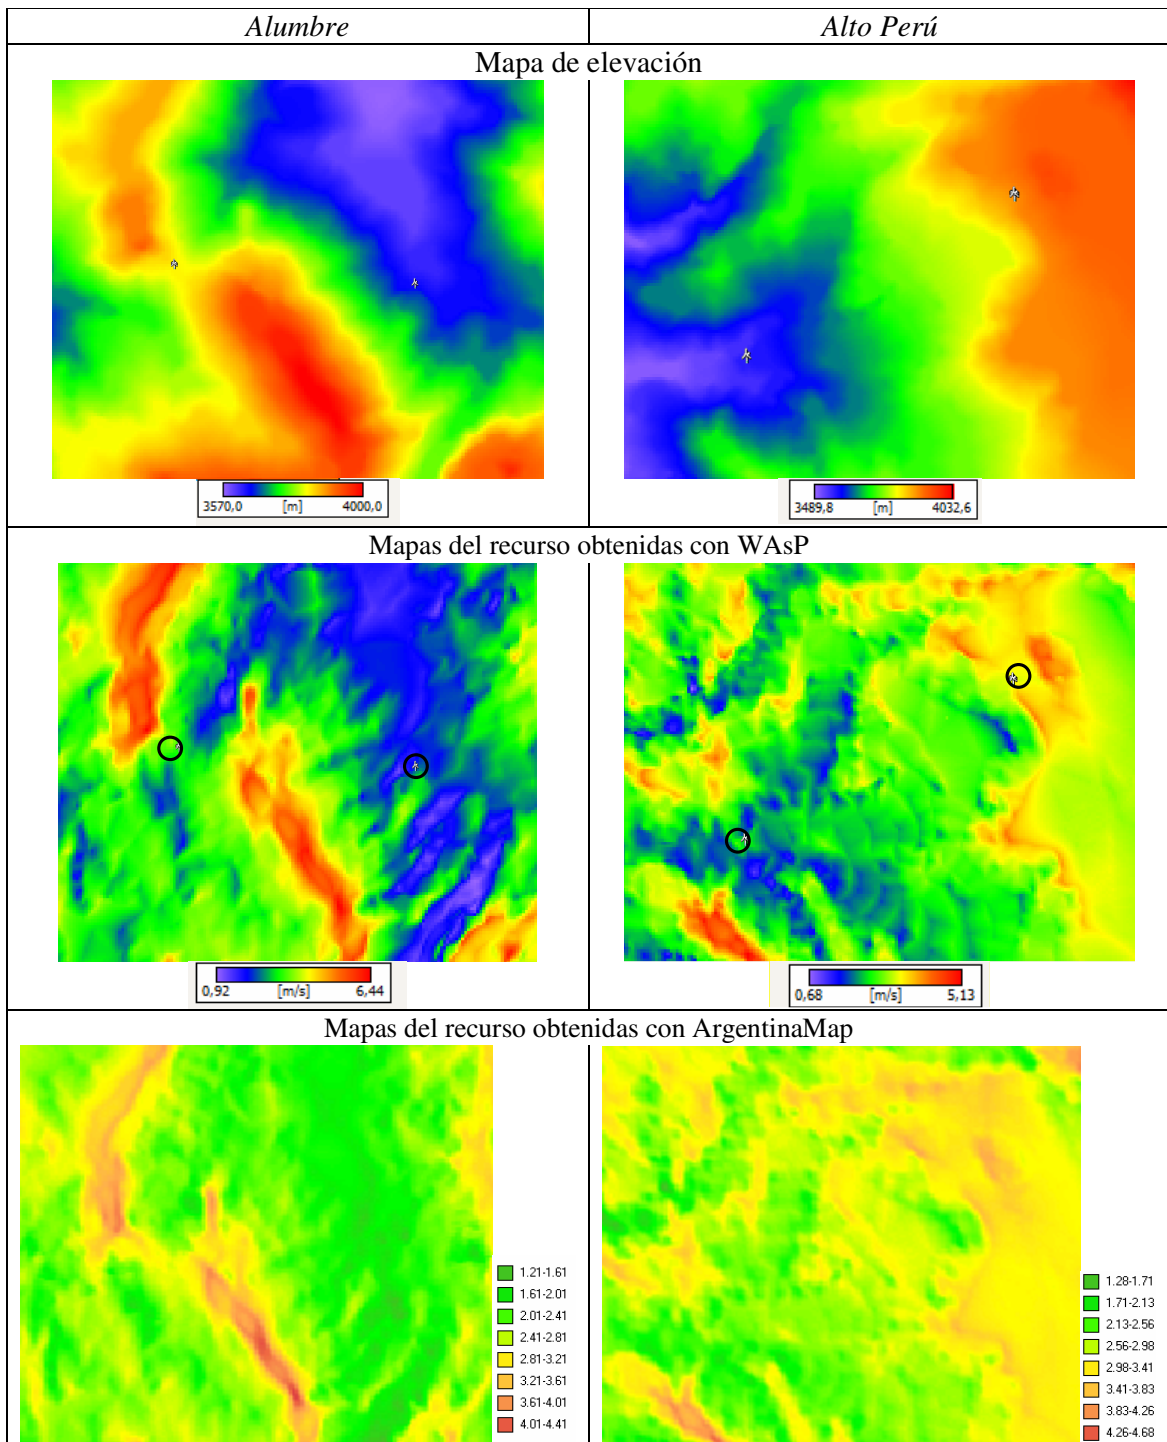 Alumbre
Alto Perú
Mapa de elevación
3570,0 [m] 4000,0
3489,8 [m] 4032,6
Mapas del recurso obtenidas con WAsP
0,92 [m/s] 6,44
0,68 [m/s] 5,13
Mapas del recurso obtenidas con ArgentinaMap
1.21-1.61
1.61-2.01
2.01-2.41
2.41-2.81
2.81-3.21
3.21-3.61
3.61-4.01
4.01-4.41
1.28-1.71
1.71-2.13
2.13-2.56
2.56-2.98
2.98-3.41
3.41-3.83
3.83-4.26
4.26-4.68